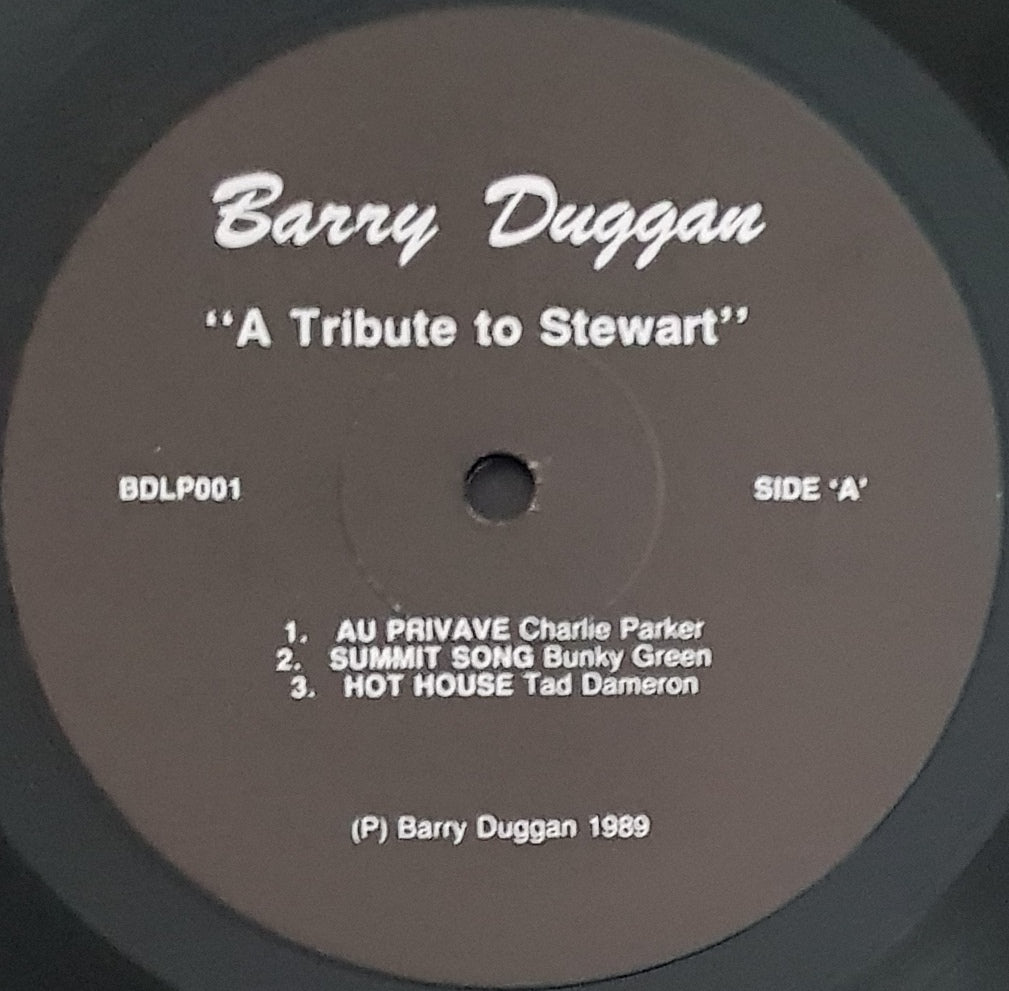 Barry Duggan
“A Tribute to Stewart”
BDLP001
SIDE ‘A’
1. AU PRIVAVE Charlie Parker
2. SUMMIT SONG Bunky Green
3. HOT HOUSE Tad Dameron
(P) Barry Duggan 1989